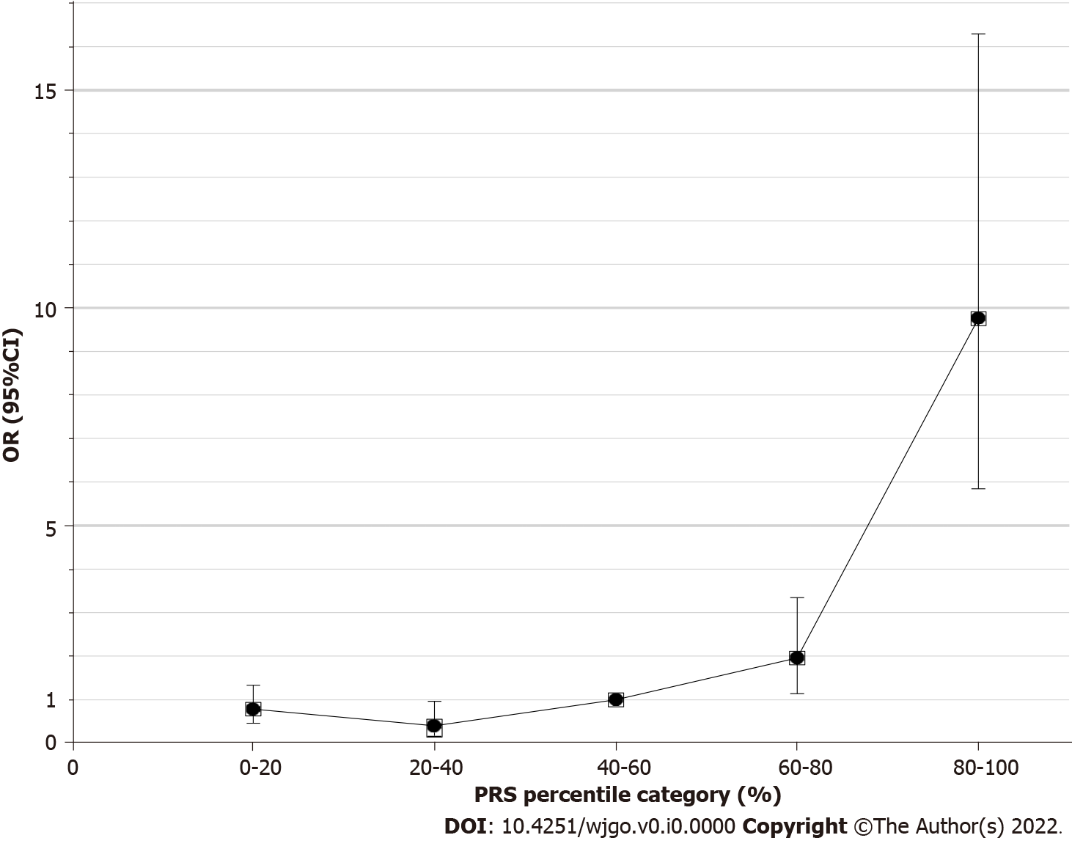 15
10
5
1
0
OR (95%CI)
0 0-20 20-40 40-60 60-80 80-100
PRS percentile category (%)
DOI: 10.4251/wjgo.v0.i0.0000 Copyright ©The Author(s) 2022.